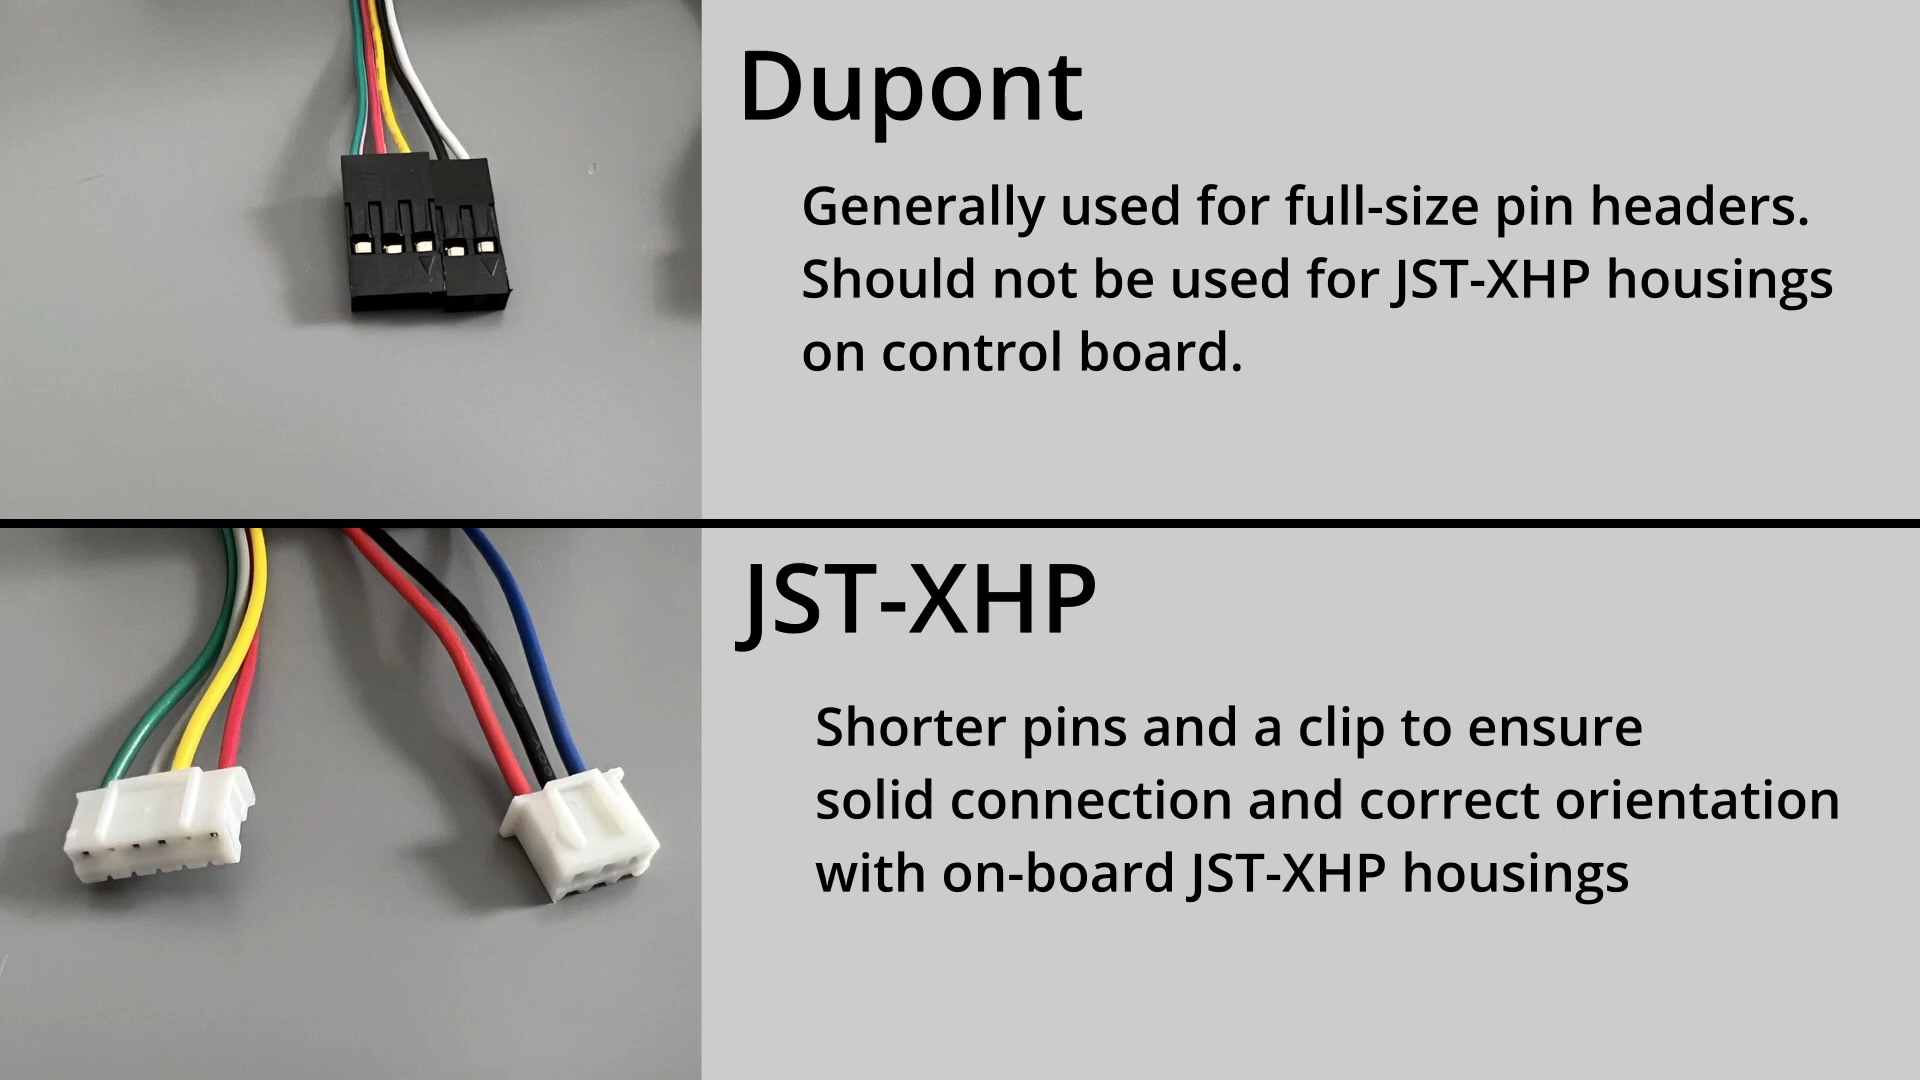 Dupont
Generally used for full-size pin headers.
Should not be used for JST-XHP housings
on control board.
JST-XHP
Shorter pins and a clip to ensure
solid connection and correct orientation
with on-board JST-XHP housings